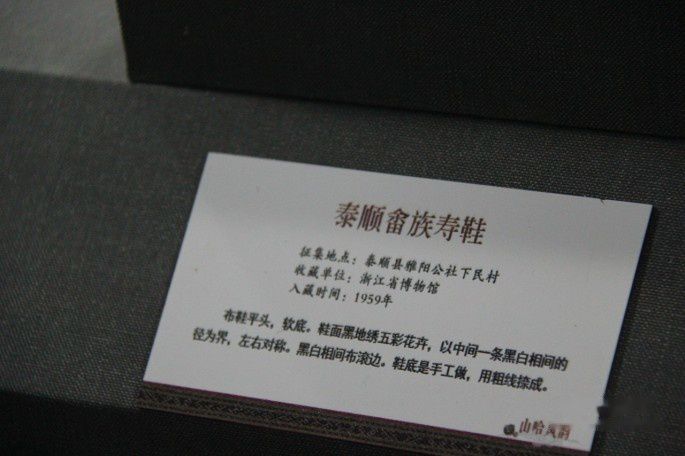 泰顺畲族寿鞋
征集地点：泰顺县雅阳公社下民村
收藏单位：浙江省博物馆
入藏时间：1959年
布鞋平头，软底。鞋面黑地绣五彩花卉，以中间一条黑白相间的
径为界，左右对称。黑白相间布滚边。鞋底是手工做，用粗线捺成。
山哈风韵